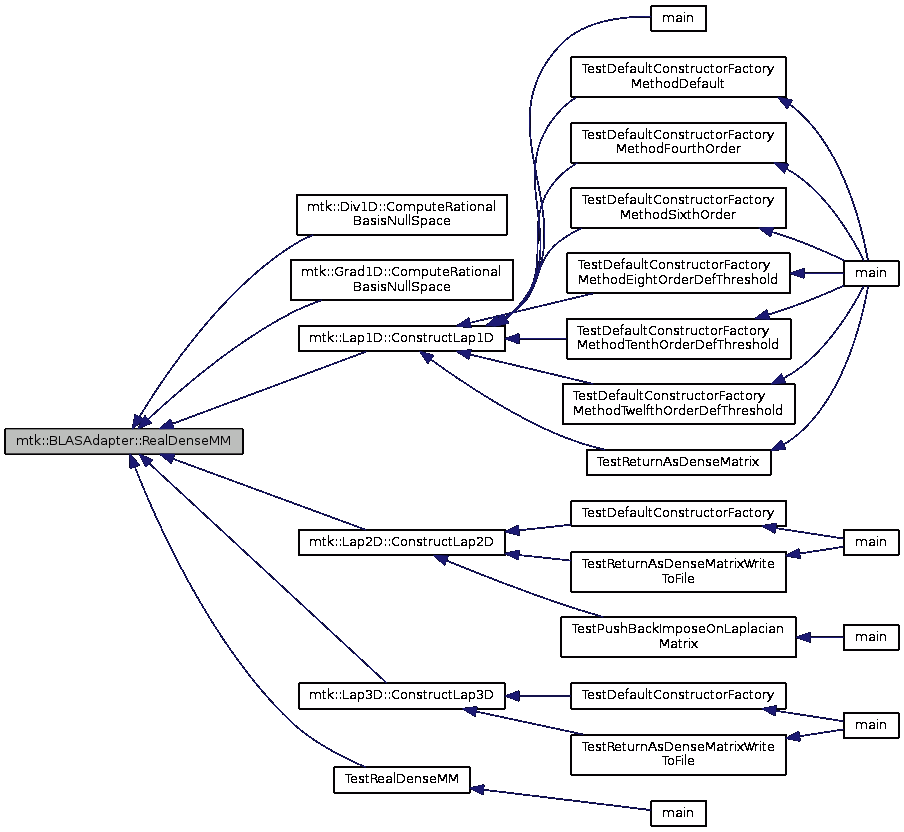 main
TestDefaultConstructorFactory
MethodDefault
TestDefaultConstructorFactory
MethodFourthOrder
TestDefaultConstructorFactory
MethodSixthOrder
mtk::Div1D::ComputeRational
BasisNullSpace
TestDefaultConstructorFactory
MethodEightOrderDefThreshold
main
mtk::Grad1D::ComputeRational
BasisNullSpace
mtk::Lap1D::ConstructLap1D
TestDefaultConstructorFactory
MethodTenthOrderDefThreshold
TestDefaultConstructorFactory
MethodTwelfthOrderDefThreshold
mtk::BLASAdapter::RealDenseMM
TestReturnAsDenseMatrix
TestDefaultConstructorFactory
mtk::Lap2D::ConstructLap2D
main
TestReturnAsDenseMatrixWrite
ToFile
TestPushBackImposeOnLaplacian
Matrix
main
mtk::Lap3D::ConstructLap3D
TestDefaultConstructorFactory
main
TestReturnAsDenseMatrixWrite
ToFile
TestRealDenseMM
main